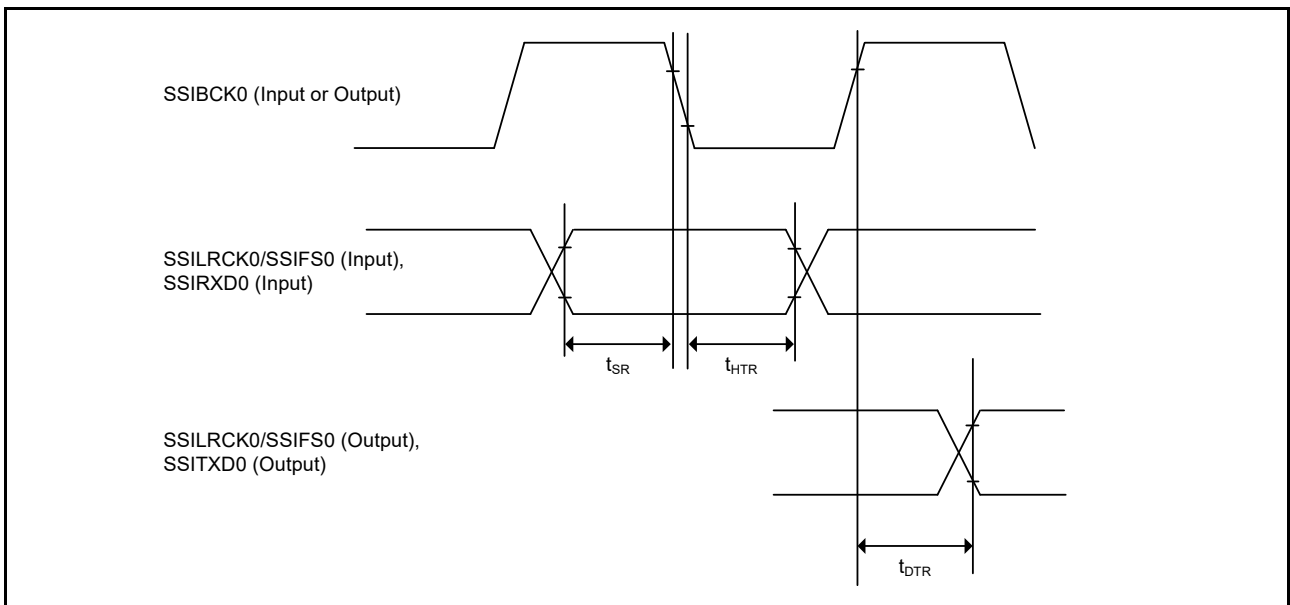 SSIBCK0 (Input or Output)
SSILRCK0/SSIFS0 (Input),
SSIRXD0 (Input)
tSR
tHTR
SSILRCK0/SSIFS0 (Output),
SSITXD0 (Output)
tDTR